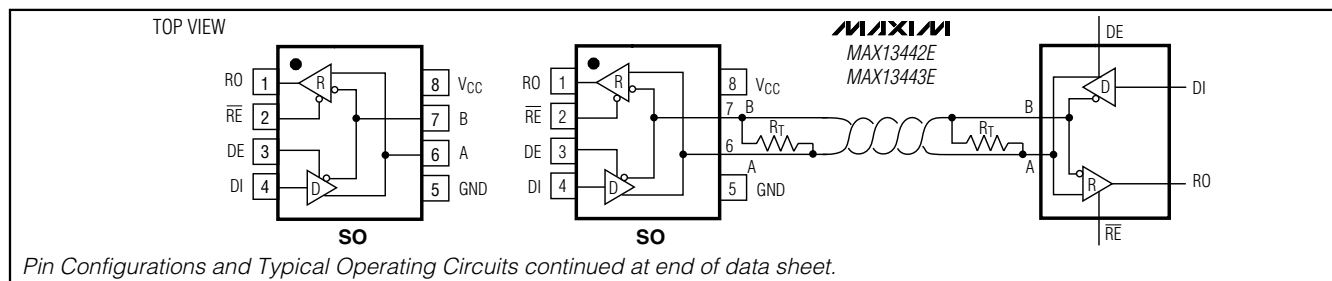 TOP VIEW
RO 1
RE 2
DE 3
DI 4
R
D
8 VCC
7 B
6 A
5 GND
SO
RO 1
RE 2
DE 3
DI 4
R
D
8 VCC
7 B
6 A
5 GND
SO
RT
MAXIM
MAX13442E
MAX13443E
RT
B
A
DE
D
DI
R
RO
RE
Pin Configurations and Typical Operating Circuits continued at end of data sheet.